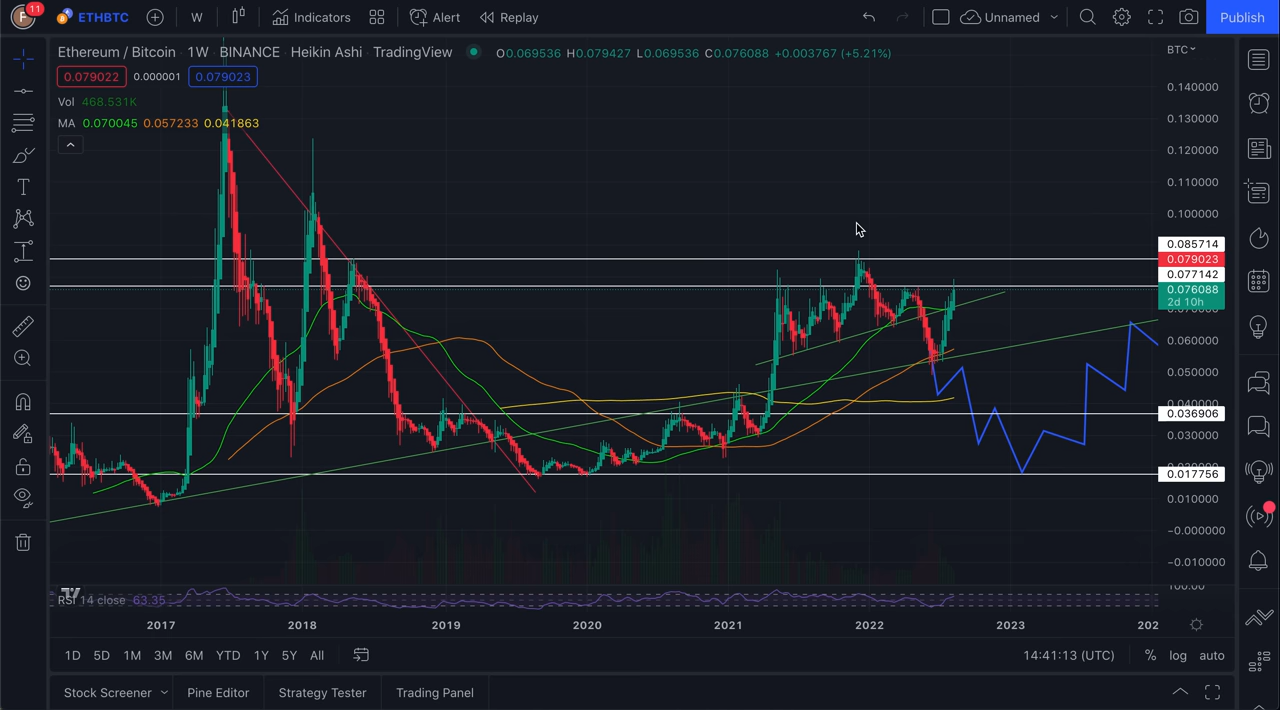 F 11 ETHBTC W Indicators Alert Replay Unnamed Publish
Ethereum / Bitcoin · 1W · BINANCE · Heikin Ashi · TradingView O0.069536 H0.079427 L0.069536 C0.076088 +0.003767 (+5.21%) BTC
0.079022 0.000001 0.079023
Vol 468.531K
MA 0.070045 0.057233 0.041863
0.140000
0.130000
0.120000
0.110000
0.100000
0.085714
0.079023
0.077142
0.076088
2d 10h
0.060000
0.050000
0.036906
0.030000
0.017756
0.010000
−0.000000
−0.010000
RSI 14 close 63.35
2017 2018 2019 2020 2021 2022 2023 202
1D 5D 1M 3M 6M YTD 1Y 5Y All 14:41:13 (UTC) % log auto
Stock Screener Pine Editor Strategy Tester Trading Panel